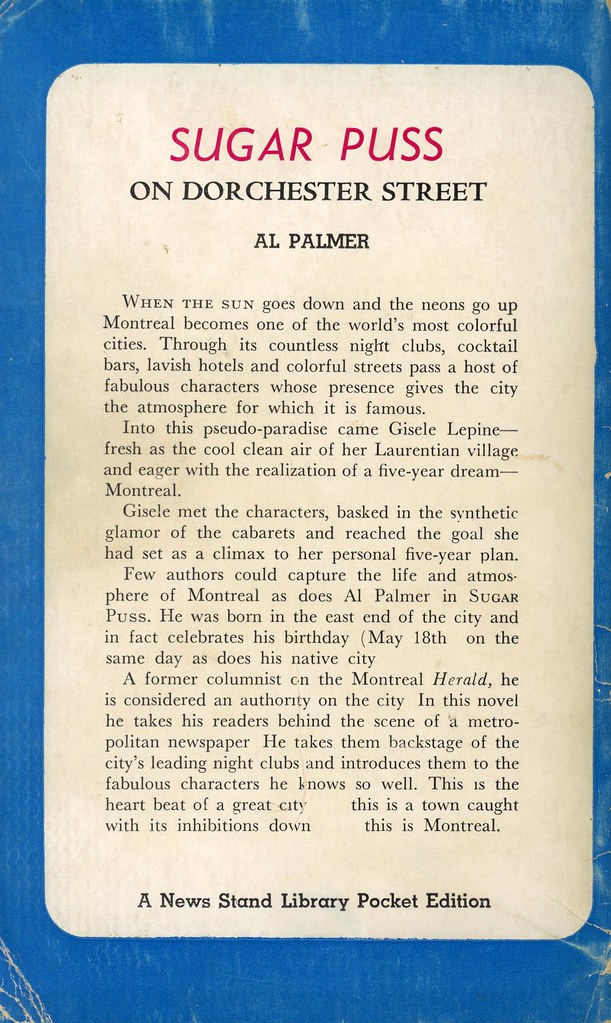 SUGAR PUSS
ON DORCHESTER STREET
AL PALMER
WHEN THE SUN goes down and the neons go up
Montreal becomes one of the world's most colorful
cities. Through its countless night clubs, cocktail
bars, lavish hotels and colorful streets pass a host of
fabulous characters whose presence gives the city
the atmosphere for which it is famous.
Into this pseudo-paradise came Gisele Lepine—
fresh as the cool clean air of her Laurentian village
and eager with the realization of a five-year dream—
Montreal.
Gisele met the characters, basked in the synthetic
glamor of the cabarets and reached the goal she
had set as a climax to her personal five-year plan.
Few authors could capture the life and atmos-
phere of Montreal as does Al Palmer in SUGAR
PUSS. He was born in the east end of the city and
in fact celebrates his birthday (May 18th on the
same day as does his native city
A former columnist on the Montreal Herald, he
is considered an authority on the city In this novel
he takes his readers behind the scene of a metro-
politan newspaper He takes them backstage of the
city's leading night clubs and introduces them to the
fabulous characters he knows so well. This is the
heart beat of a great city this is a town caught
with its inhibitions down this is Montreal.
A News Stand Library Pocket Edition